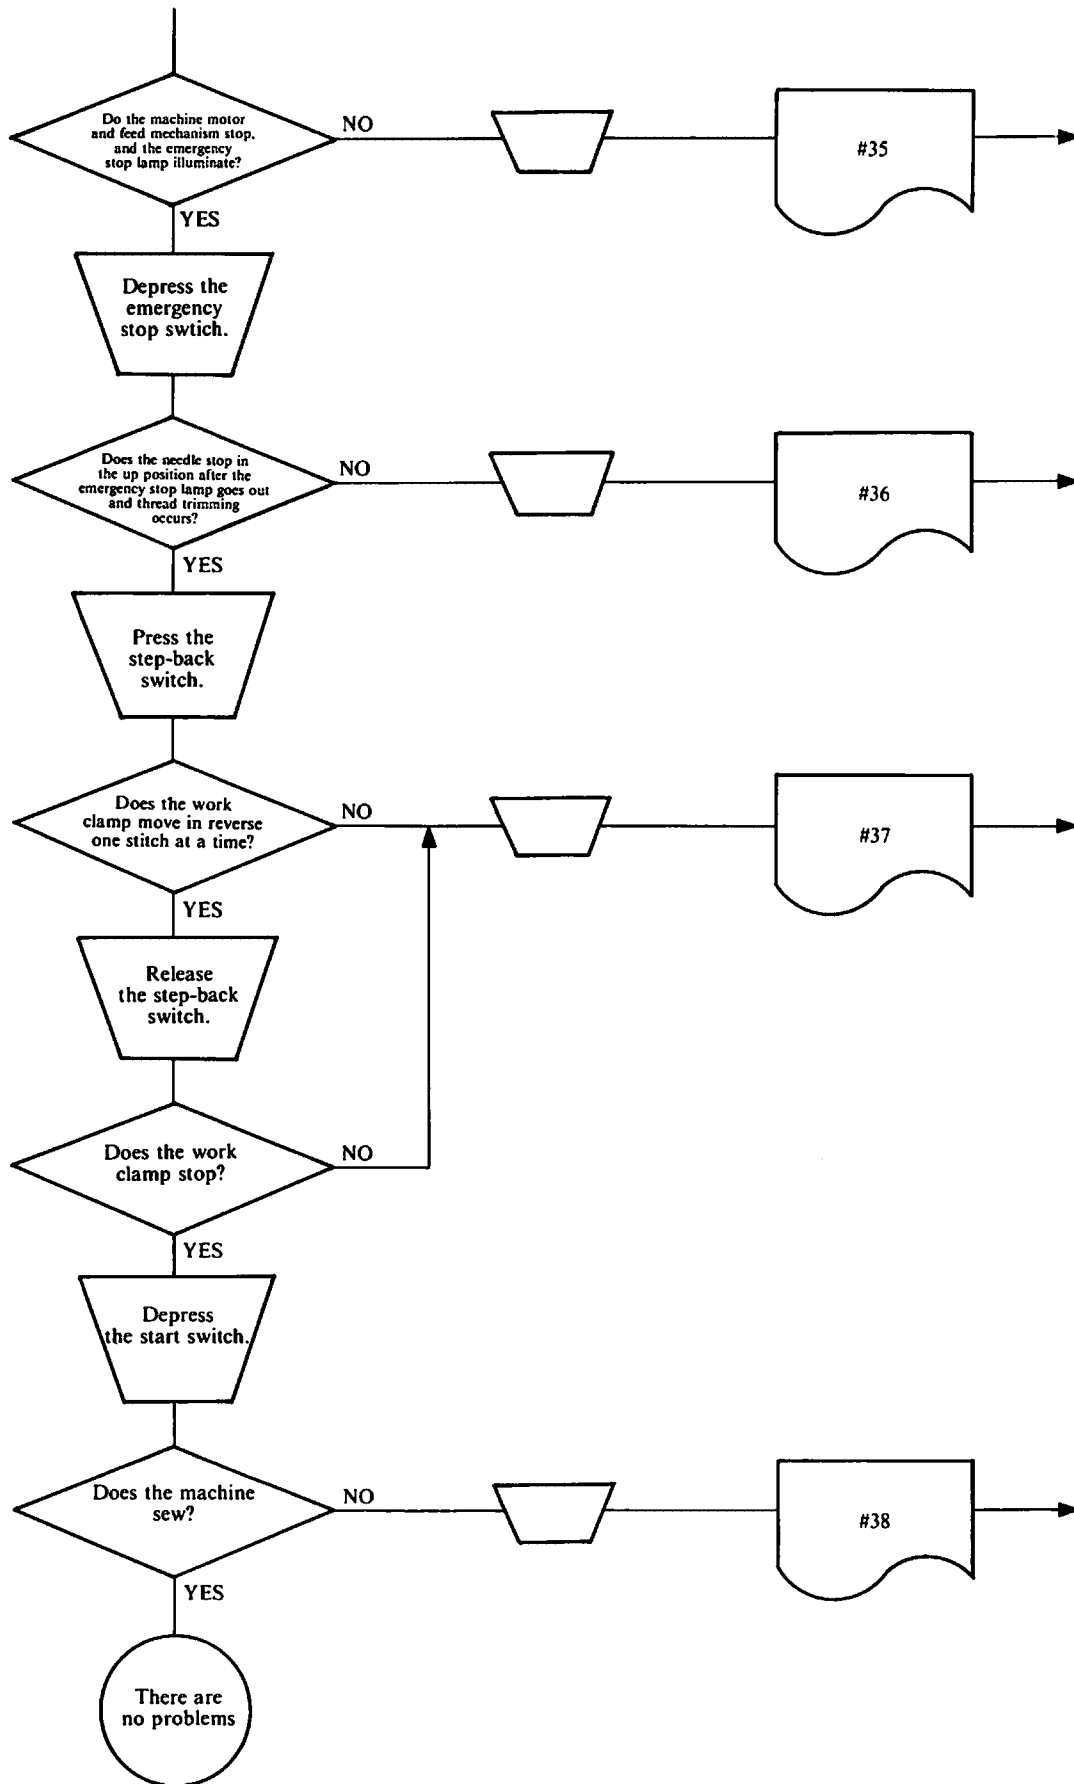 Do the machine motor
and feed mechanism stop,
and the emergency
stop lamp illuminate?
NO
#35
YES
Depress the
emergency
stop swtich.
Does the needle stop in
the up position after the
emergency stop lamp goes out
and thread trimming
occurs?
NO
#36
YES
Press the
step-back
switch.
Does the work
clamp move in reverse
one stitch at a time?
NO
#37
YES
Release
the step-back
switch.
Does the work
clamp stop?
NO
YES
Depress
the start switch.
Does the machine
sew?
NO
#38
YES
There are
no problems